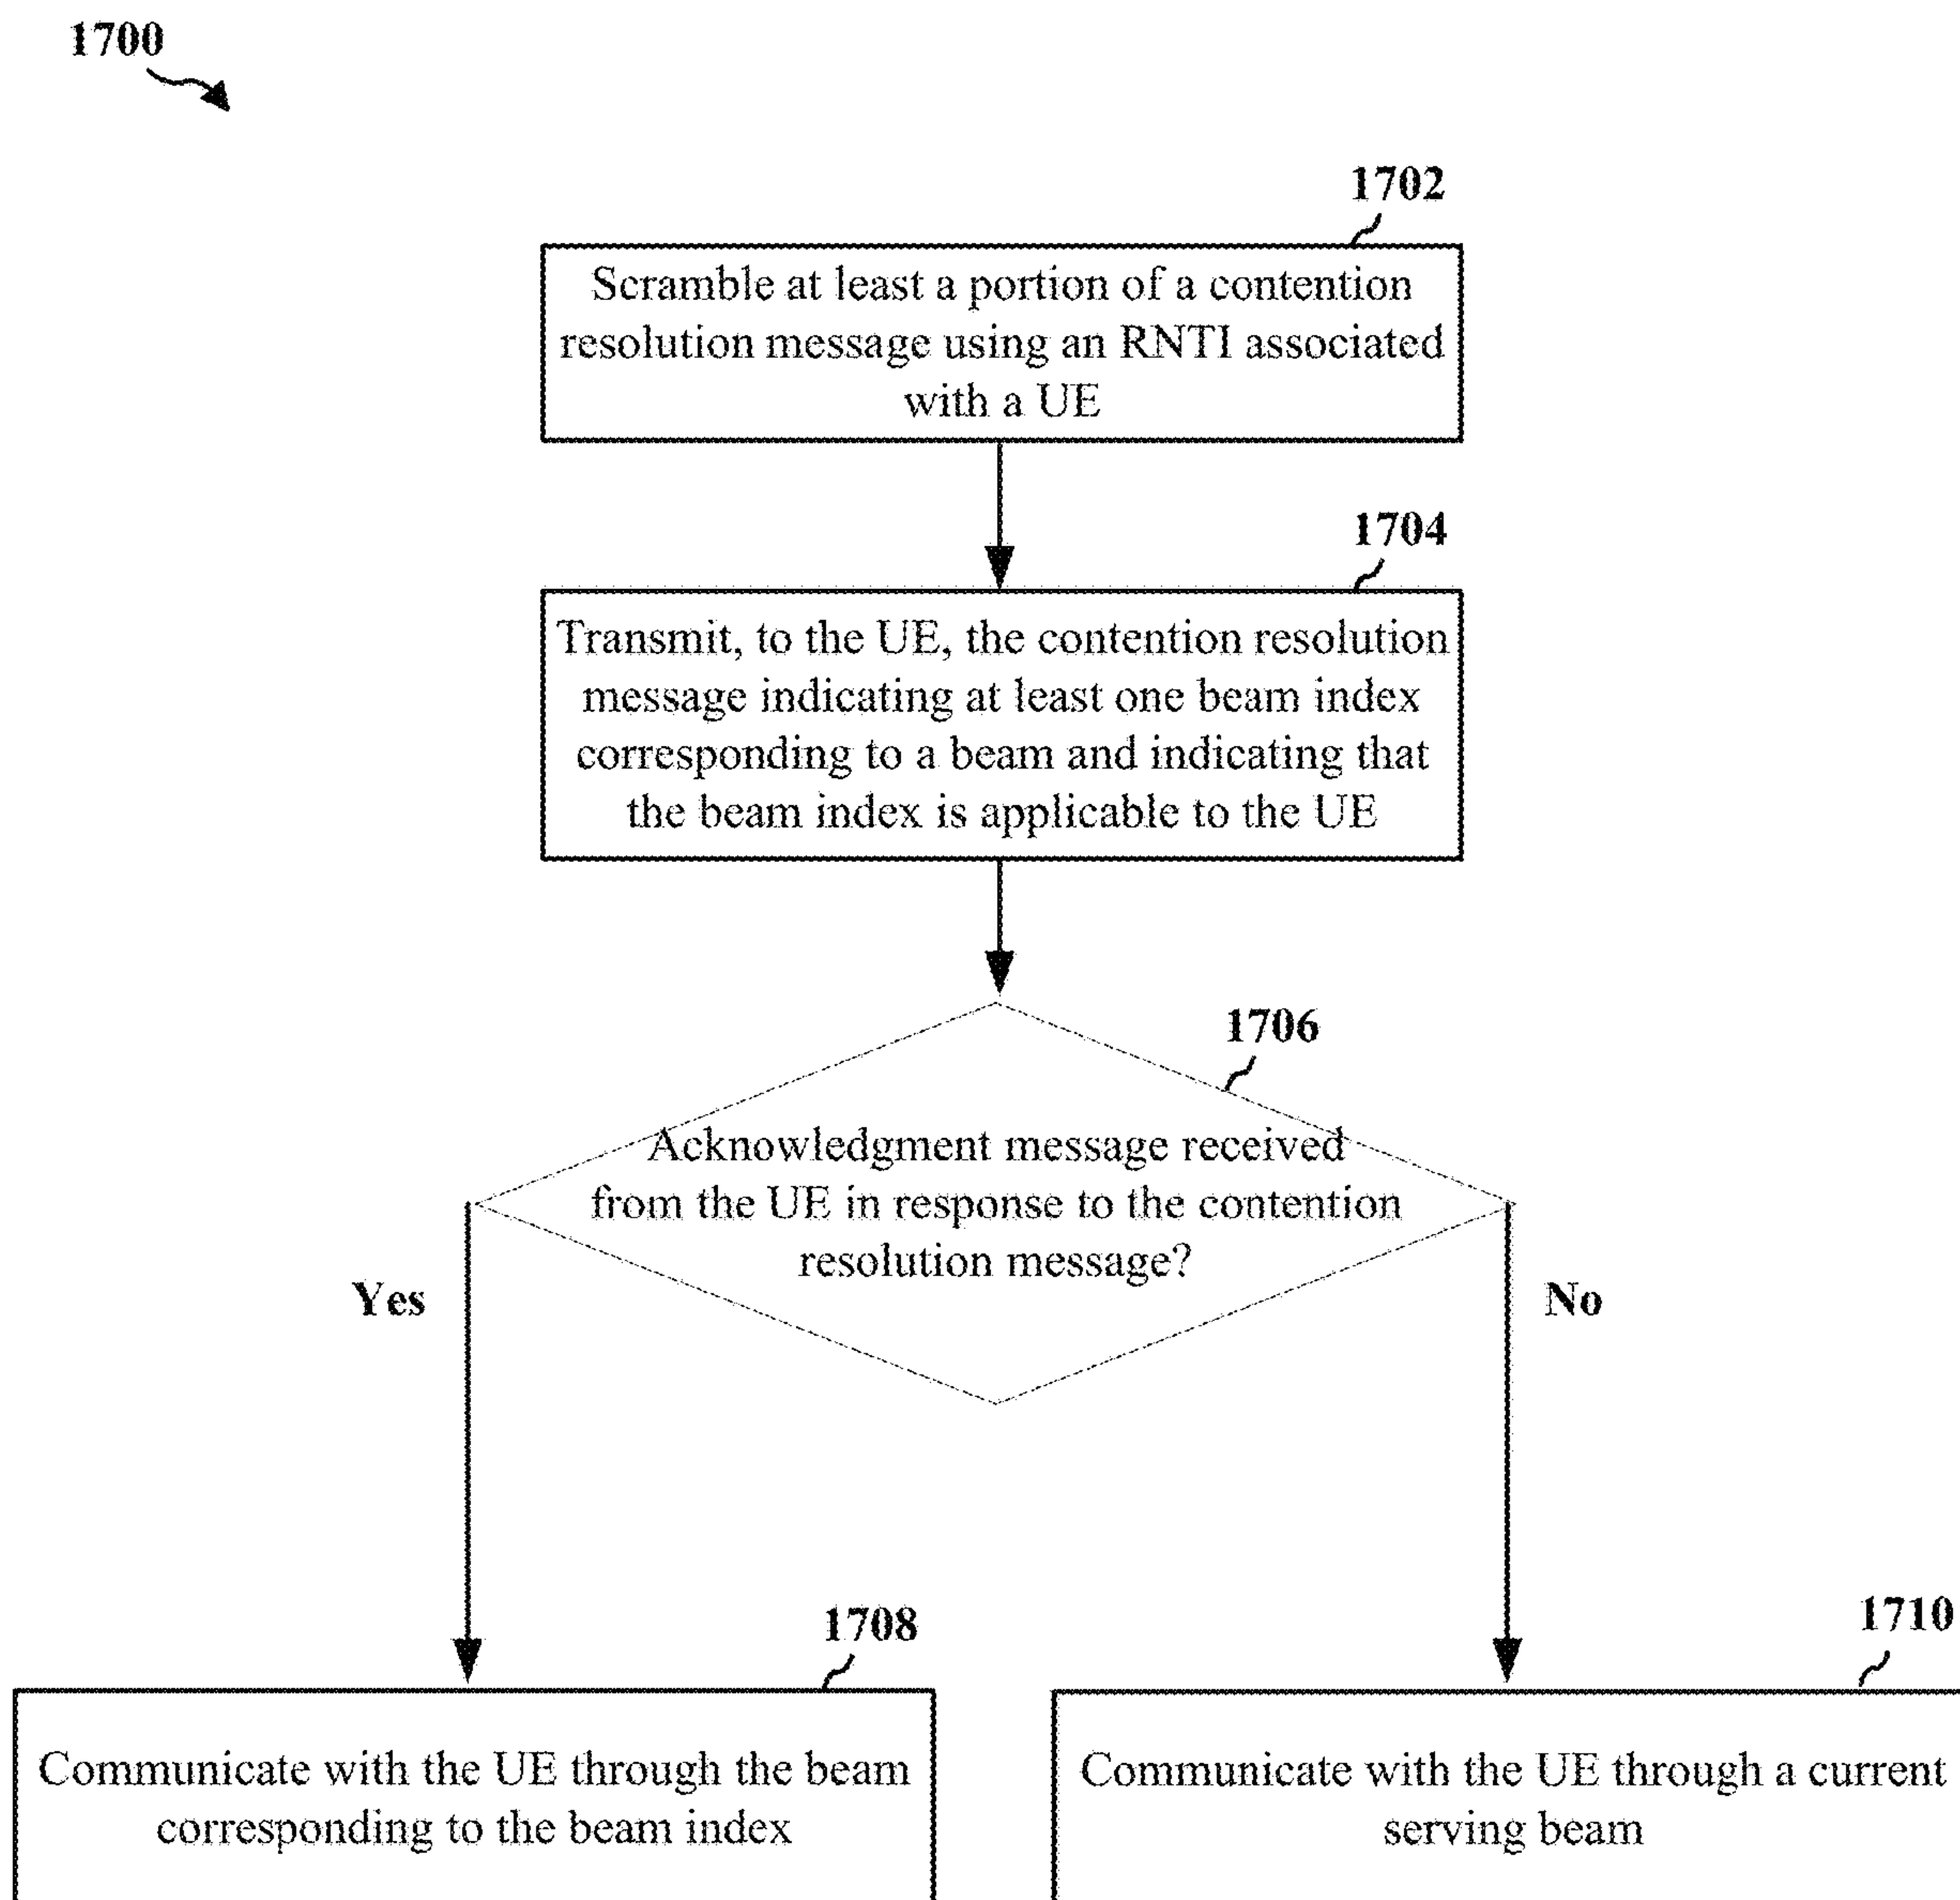 1700
1702
Scramble at least a portion of a contention
resolution message using an RNTI associated
with a UE
1704
Transmit, to the UE, the contention resolution
message indicating at least one beam index
corresponding to a beam and indicating that
the beam index is applicable to the UE
1706
Acknowledgment message received
from the UE in response to the contention
resolution message?
Yes
No
1708
Communicate with the UE through the beam
corresponding to the beam index
1710
Communicate with the UE through a current
serving beam